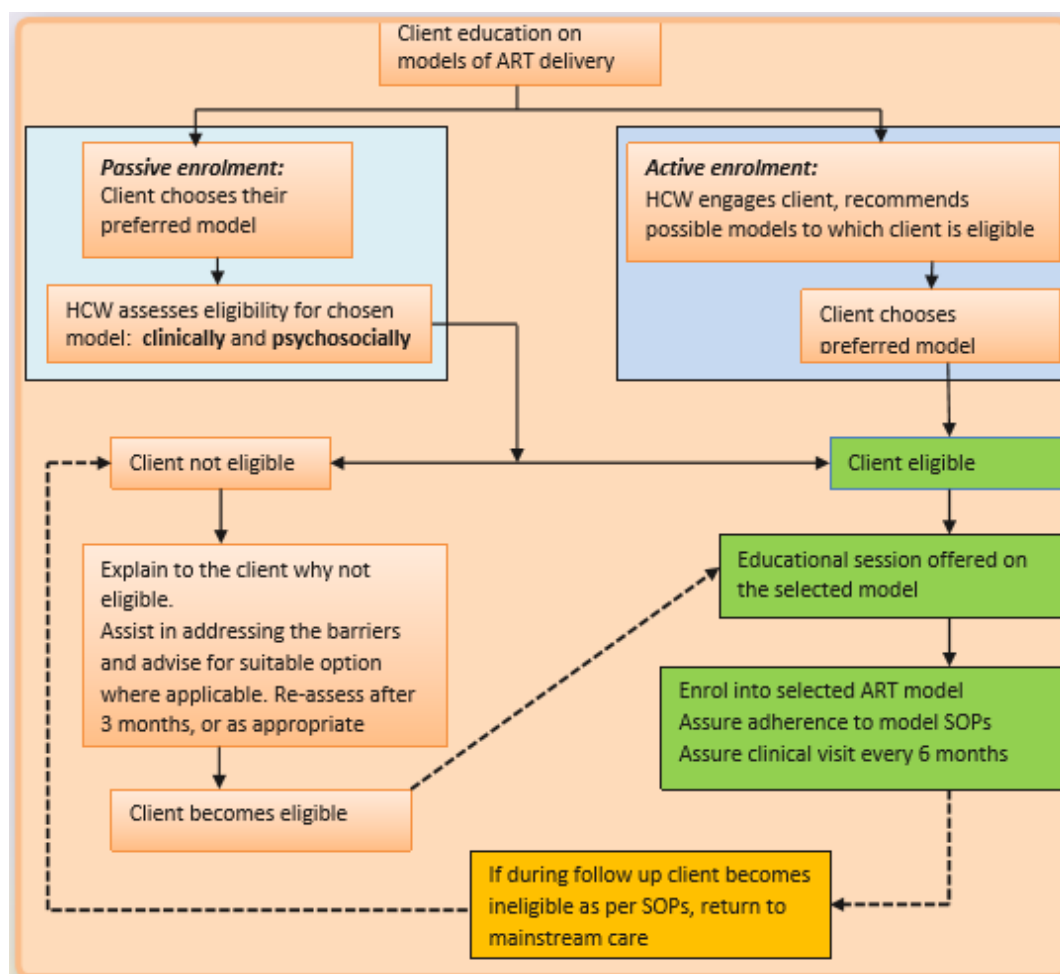 Client education on
models of ART delivery
Passive enrolment:
Client chooses their
preferred model
HCW assesses eligibility for chosen
model: clinically and psychosocially
Active enrolment:
HCW engages client, recommends
possible models to which client is eligible
Client chooses
preferred model
Client not eligible
Client eligible
Explain to the client why not
eligible.
Assist in addressing the barriers
and advise for suitable option
where applicable. Re-assess after
3 months, or as appropriate
Client becomes eligible
Educational session offered on
the selected model
Enrol into selected ART model
Assure adherence to model SOPs
Assure clinical visit every 6 months
If during follow up client becomes
ineligible as per SOPs, return to
mainstream care